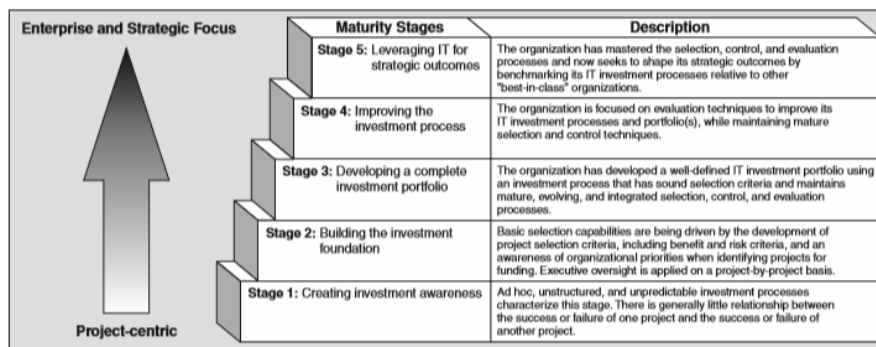 Enterprise and Strategic Focus
Project-centric
Maturity Stages
Description
Stage 5: Leveraging IT for
strategic outcomes
The organization has mastered the selection, control, and evaluation
processes and now seeks to shape its strategic outcomes by
benchmarking its IT investment processes relative to other
"best-in-class" organizations.
Stage 4: Improving the
investment process
The organization is focused on evaluation techniques to improve its
IT investment processes and portfolio(s), while maintaining mature
selection and control techniques.
Stage 3: Developing a complete
investment portfolio
The organization has developed a well-defined IT investment portfolio using
an investment process that has sound selection criteria and maintains
mature, evolving, and integrated selection, control, and evaluation
processes.
Stage 2: Building the investment
foundation
Basic selection capabilities are being driven by the development of
project selection criteria, including benefit and risk criteria, and an
awareness of organizational priorities when identifying projects for
funding. Executive oversight is applied on a project-by-project basis.
Stage 1: Creating investment awareness
Ad hoc, unstructured, and unpredictable investment processes
characterize this stage. There is generally little relationship between
the success or failure of one project and the success or failure of
another project.